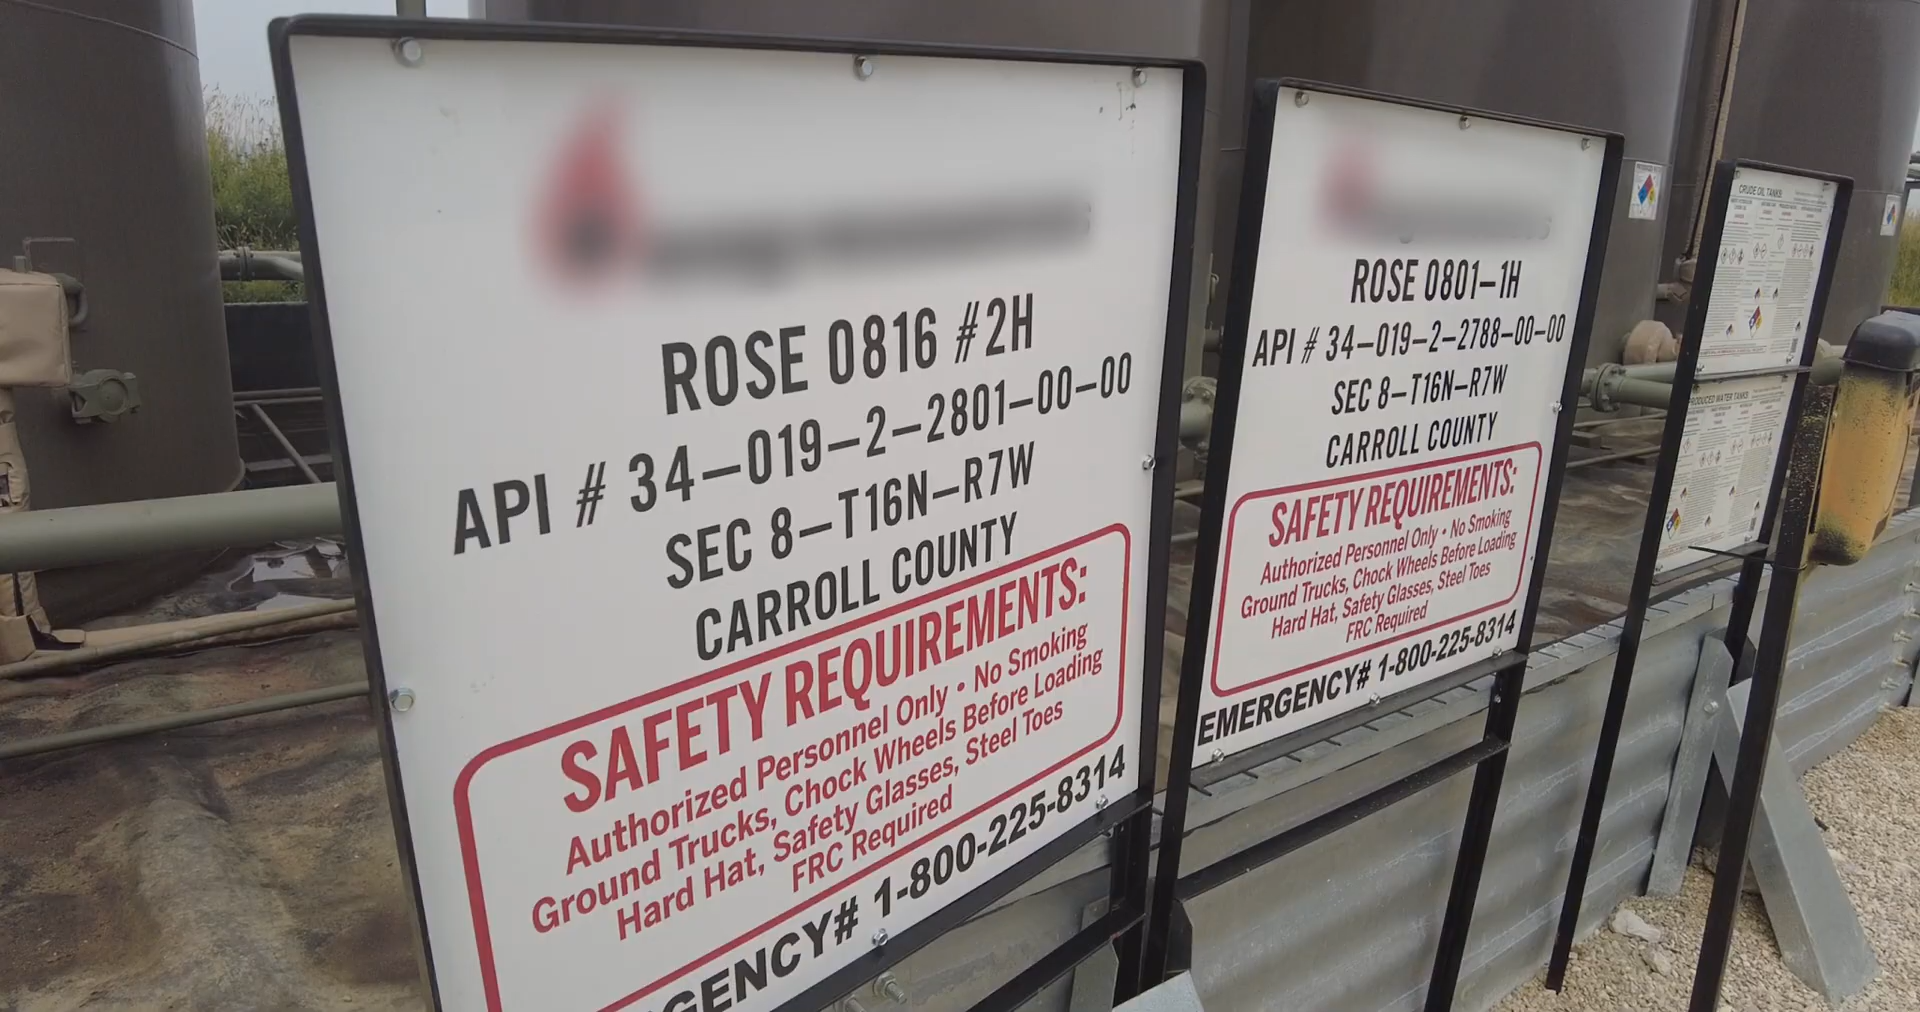 ROSE 0816 #2H
API # 34-019-2-2801-00-00
SEC 8-T16N-R7W
CARROLL COUNTY
SAFETY REQUIREMENTS:
Authorized Personnel Only • No Smoking
Ground Trucks, Chock Wheels Before Loading
Hard Hat, Safety Glasses, Steel Toes
FRC Required
GENCY# 1-800-225-8314
ROSE 0801-1H
API # 34-019-2-2788-00-00
SEC 8-T16N-R7W
CARROLL COUNTY
SAFETY REQUIREMENTS:
Authorized Personnel Only • No Smoking
Ground Trucks, Chock Wheels Before Loading
Hard Hat, Safety Glasses, Steel Toes
FRC Required
EMERGENCY# 1-800-225-8314
CRUDE OIL TANKS
PRODUCED WATER TANKS